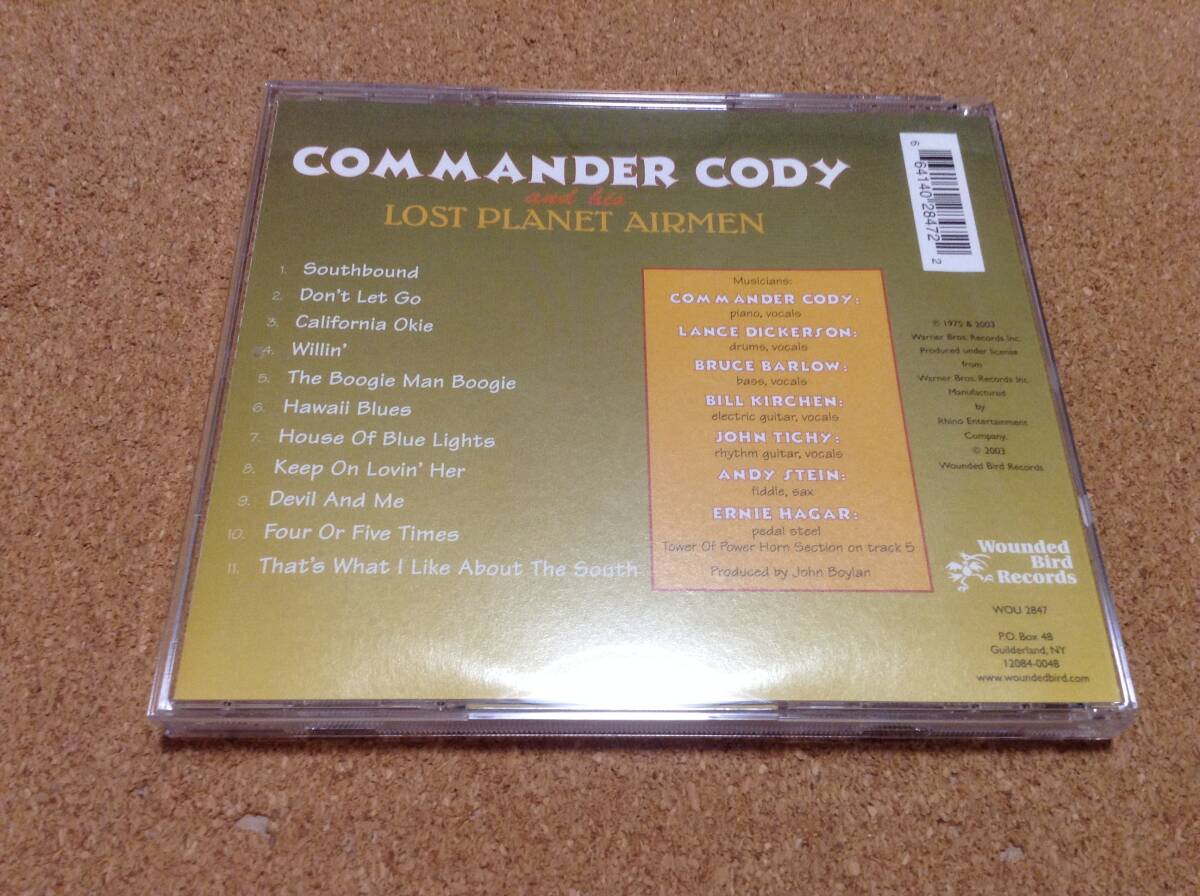 COMMANDER CODY
and his
LOST PLANET AIRMEN
1. Southbound
2. Don't Let Go
3. California Okie
4. Willin'
5. The Boogie Man Boogie
6. Hawaii Blues
7. House Of Blue Lights
8. Keep On Lovin' Her
9. Devil And Me
10. Four Or Five Times
11. That's What I Like About The South
Musicians:
COMMANDER CODY:
piano, vocals
LANCE DICKERSON:
drums, vocals
BRUCE BARLOW:
bass, vocals
BILL KIRCHEN:
electric guitar, vocals
JOHN TICHY:
rhythm guitar, vocals
ANDY STEIN:
fiddle, sax
ERNIE HAGAR:
pedal steel
Tower Of Power Horn Section on track 5
Produced by John Boylan
6 64140 28472 2
℗ 1975 & 2003
Warner Bros. Records Inc.
Produced under license
from
Warner Bros. Records Inc.
Manufactured
by
Rhino Entertainment
Company.
© 2003
Wounded Bird Records
Wounded
Bird
Records
WOU 2847
P.O. Box 48
Guilderland, NY
12084-0048
www.woundedbird.com